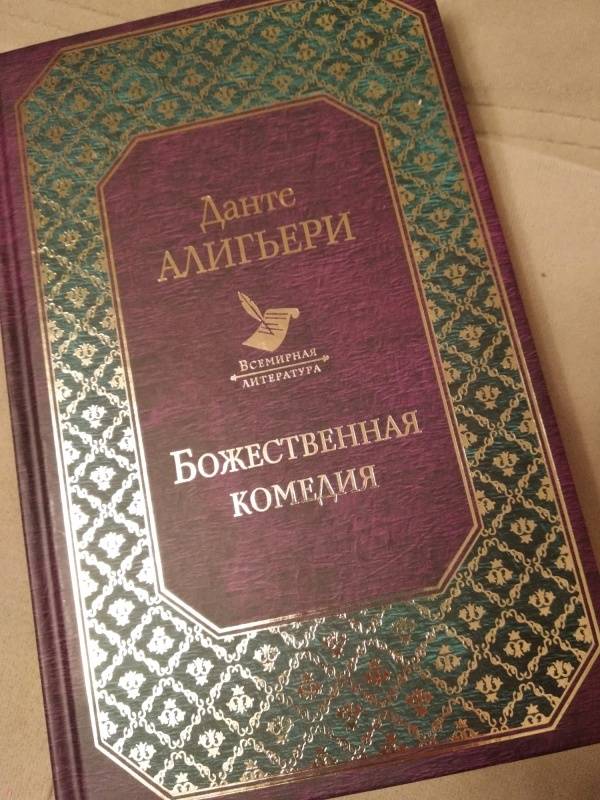 Данте
АЛИГЬЕРИ
ВСЕМИРНАЯ
ЛИТЕРАТУРА
БОЖЕСТВЕННАЯ
КОМЕДИЯ